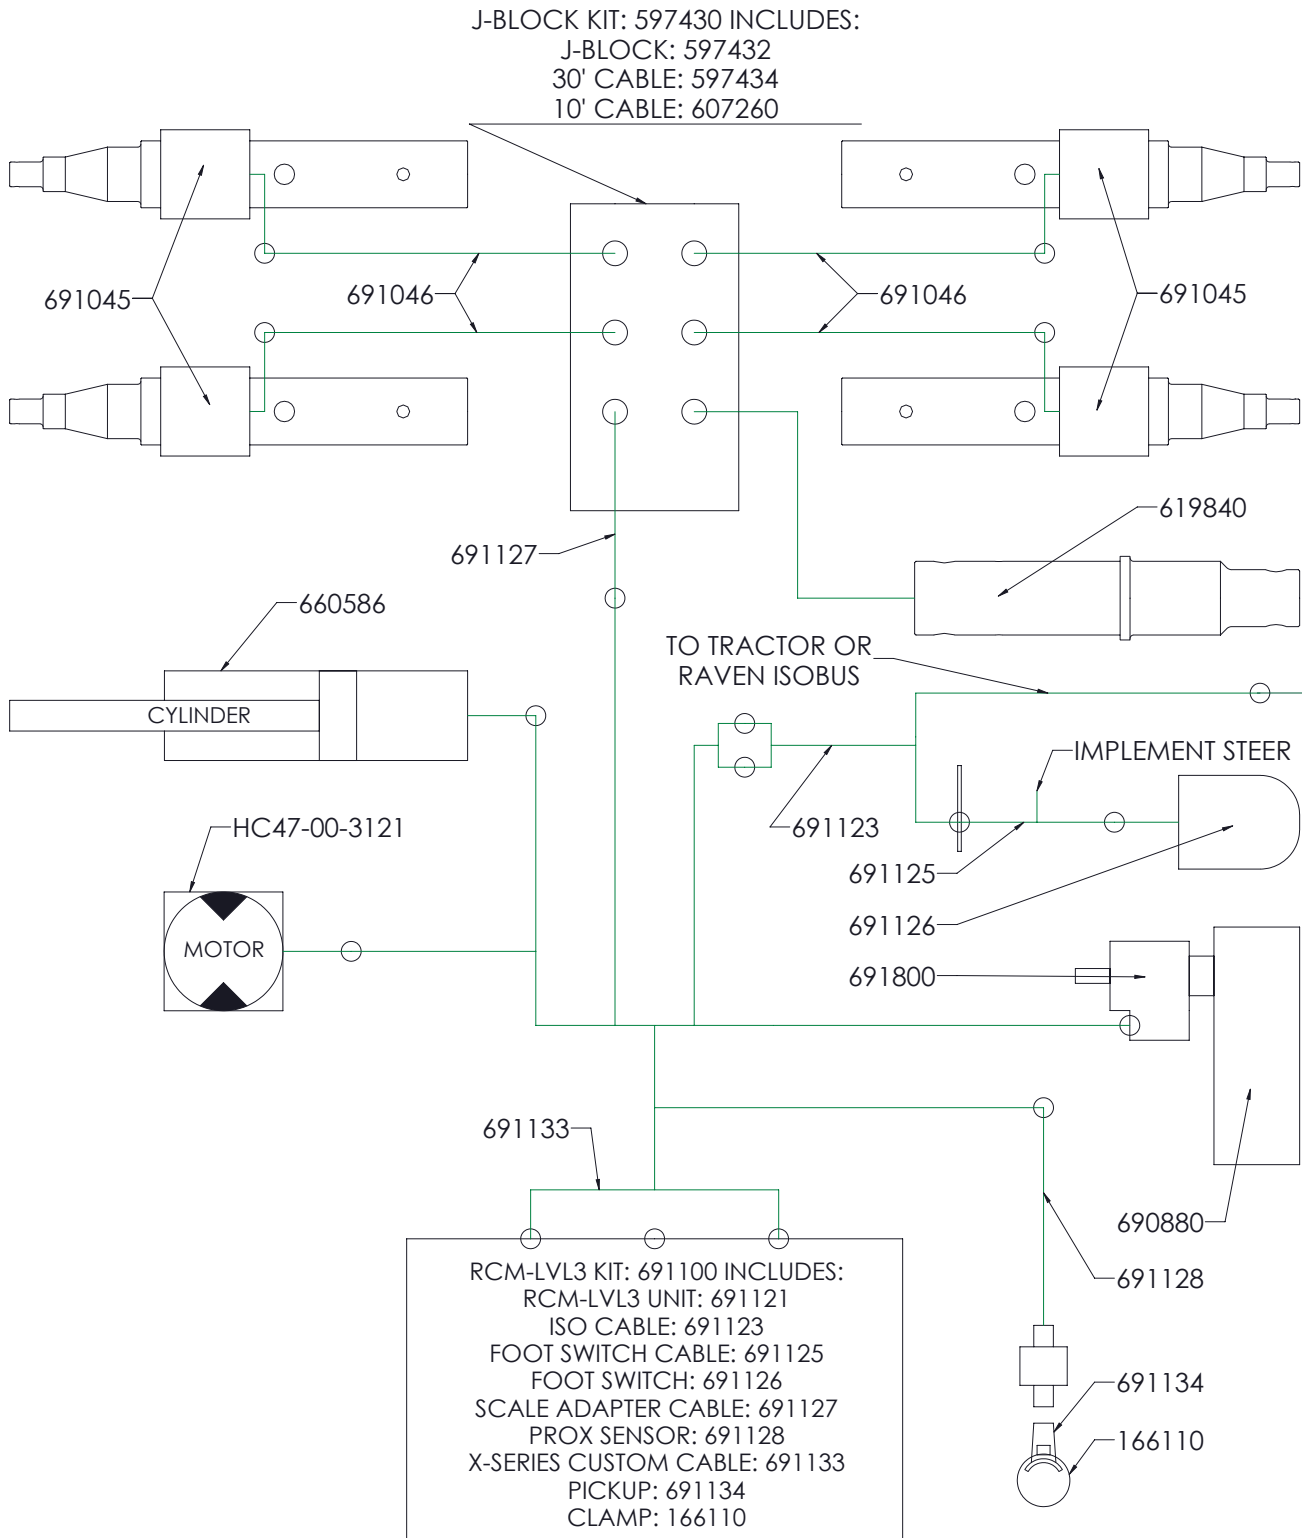 J-BLOCK KIT: 597430 INCLUDES:
J-BLOCK: 597432
30' CABLE: 597434
10' CABLE: 607260
691045
691046
691046
691045
619840
691127
660586
TO TRACTOR OR
RAVEN ISOBUS
CYLINDER
IMPLEMENT STEER
HC47-00-3121
691123
691125
691126
MOTOR
691800
691133
690880
691128
RCM-LVL3 KIT: 691100 INCLUDES:
RCM-LVL3 UNIT: 691121
ISO CABLE: 691123
FOOT SWITCH CABLE: 691125
FOOT SWITCH: 691126
SCALE ADAPTER CABLE: 691127
PROX SENSOR: 691128
X-SERIES CUSTOM CABLE: 691133
PICKUP: 691134
CLAMP: 166110
691134
166110